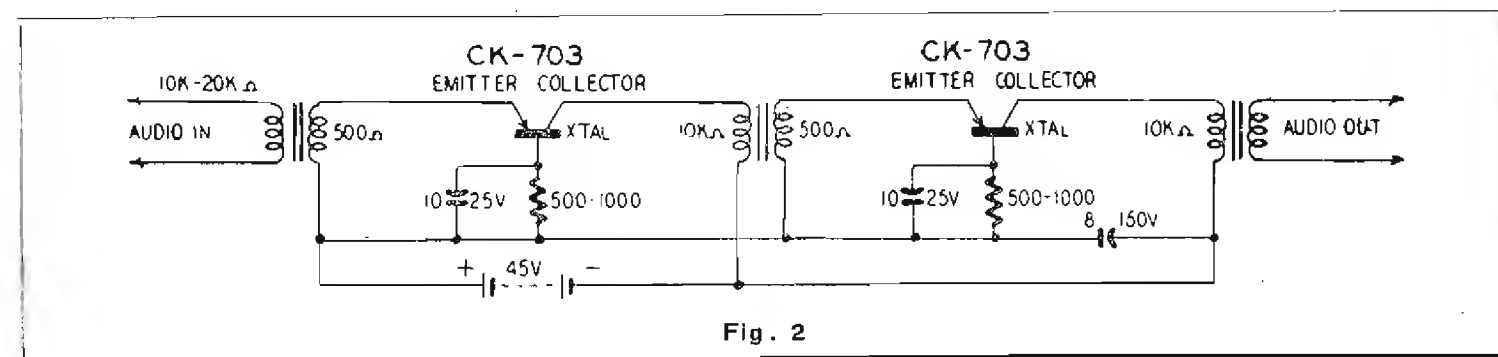 CK-703
EMITTER COLLECTOR
CK-703
EMITTER COLLECTOR
10K-20KΩ
AUDIO IN
500Ω
XTAL
10KΩ
500Ω
XTAL
10KΩ
AUDIO OUT
10
25V
500-1000
10
25V
500-1000
8
150V
+
45V
-
Fig. 2